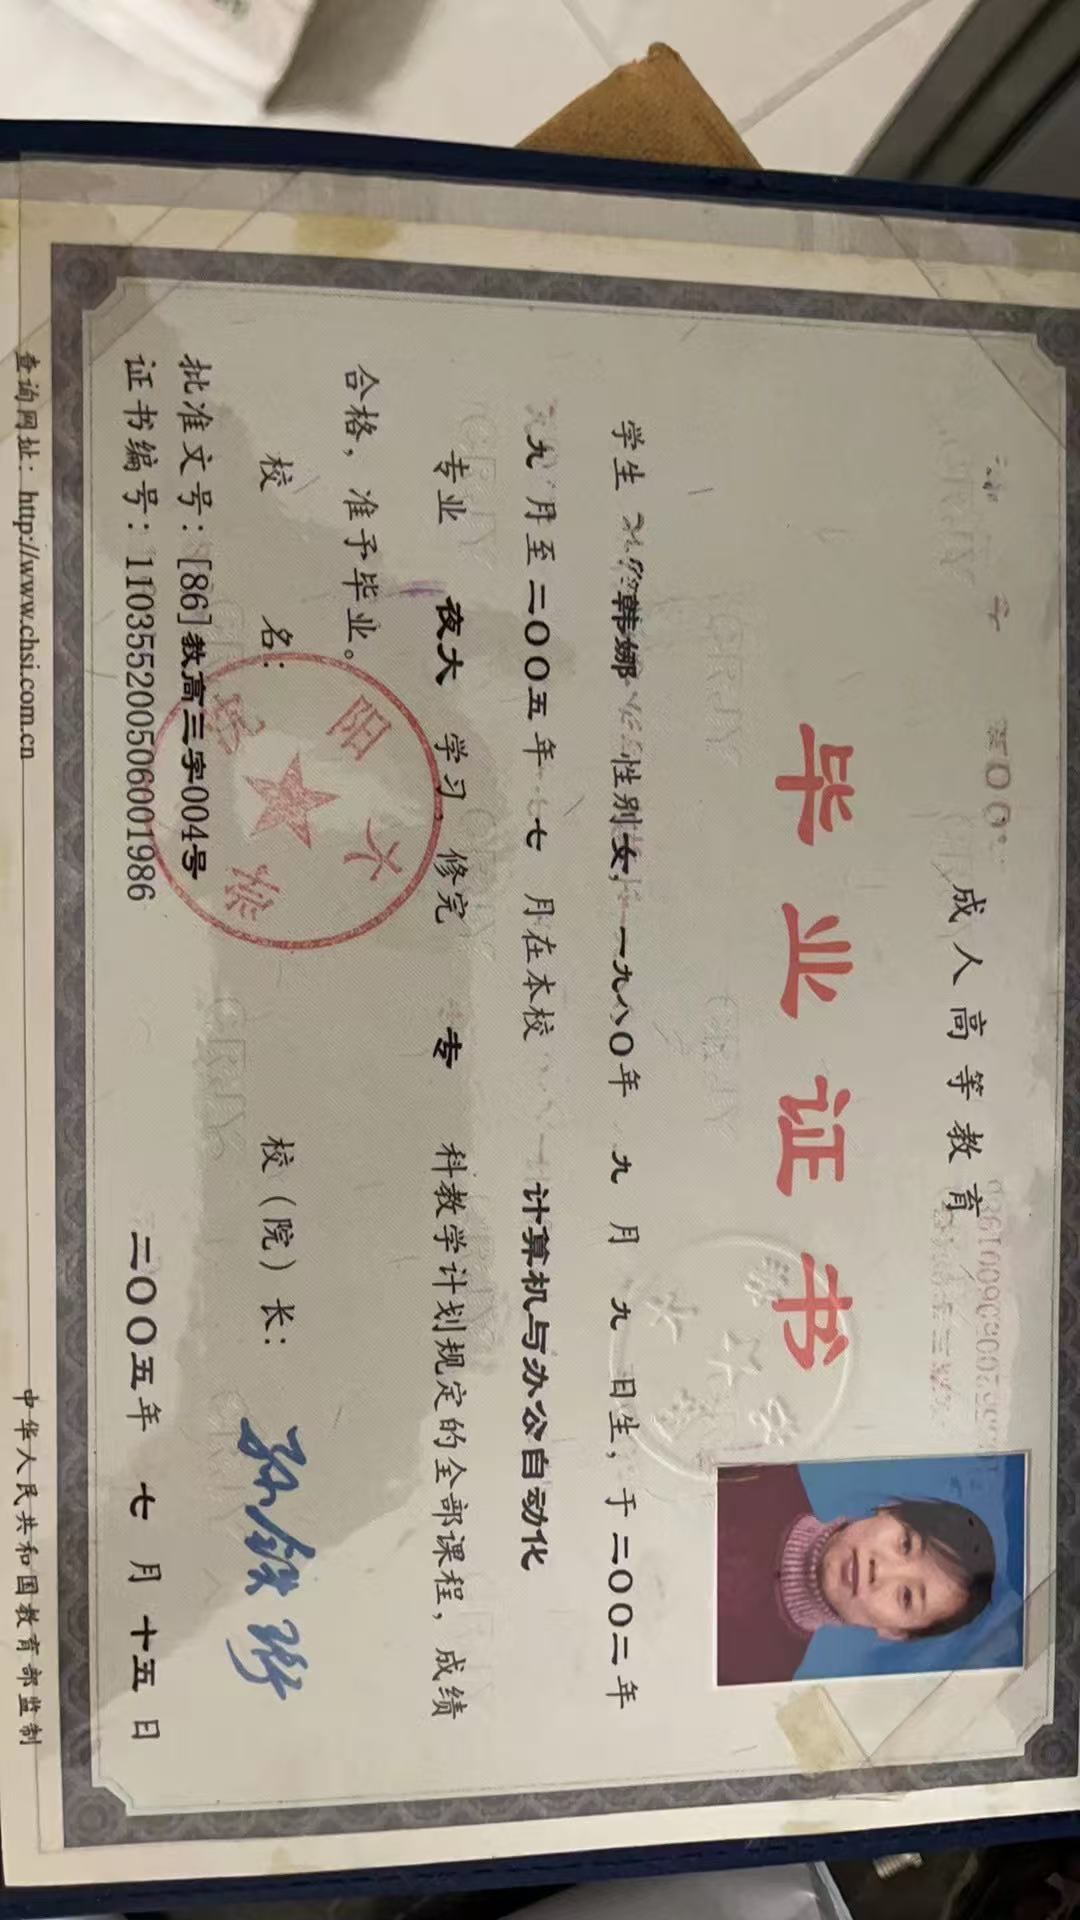 成人高等教育
毕业证书
学生 韩娜 性别女，一九八〇年 九 月 九 日生，于二〇〇二年
九 月至二〇〇五年 七 月在本校 计算机与办公自动化
专业 夜大 学习，修完 专 科教学计划规定的全部课程，成绩
合格，准予毕业。
校 名： 校（院）长：
批准文号：[86]教高三字004号
证书编号：110355200506001986 二〇〇五年 七 月 十五 日
查询网址：http://www.chsi.com.cn 中华人民共和国教育部监制